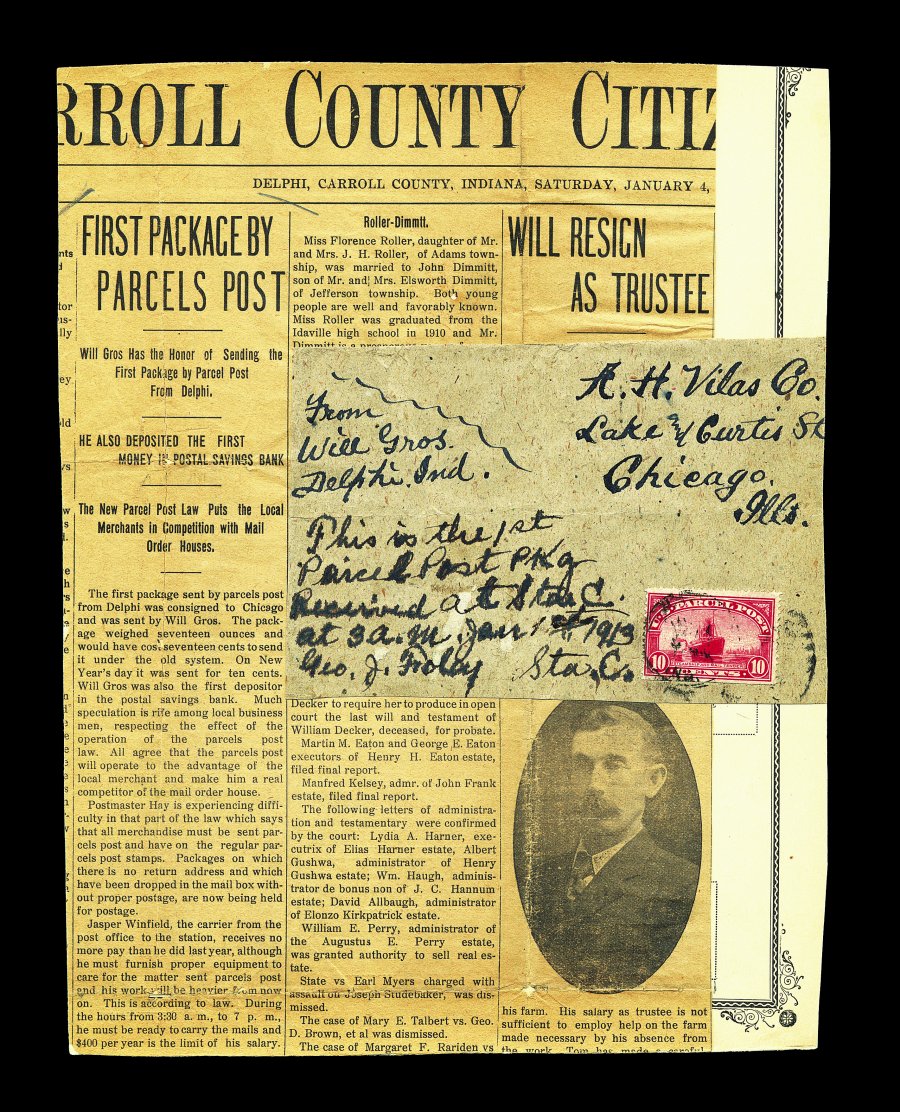 RROLL COUNTY CITIZ
DELPHI, CARROLL COUNTY, INDIANA, SATURDAY, JANUARY 4,
FIRST PACKAGE BY
PARCELS POST
Will Gros Has the Honor of Sending the
First Package by Parcel Post
From Delphi.
HE ALSO DEPOSITED THE FIRST
MONEY IN POSTAL SAVINGS BANK
The New Parcel Post Law Puts the Local
Merchants in Competition with Mail
Order Houses.
The first package sent by parcels post
from Delphi was consigned to Chicago
and was sent by Will Gros. The pack-
age weighed seventeen ounces and
would have cost seventeen cents to send
it under the old system. On New
Year's day it was sent for ten cents.
Will Gros was also the first depositor
in the postal savings bank. Much
speculation is rife among local business
men, respecting the effect of the
operation of the parcels post
law. All agree that the parcels post
will operate to the advantage of the
local merchant and make him a real
competitor of the mail order house.
Postmaster Hay is experiencing diffi-
culty in that part of the law which says
that all merchandise must be sent par-
cels post and have on the regular par-
cels post stamps. Packages on which
there is no return address and which
have been dropped in the mail box with-
out proper postage, are now being held
for postage.
Jasper Winfield, the carrier from the
post office to the station, receives no
more pay than he did last year, although
he must furnish proper equipment to
care for the matter sent parcels post
and his work will be heavier from now
on. This is according to law. During
the hours from 3:30 a. m., to 7 p. m.,
he must be ready to carry the mails and
$400 per year is the limit of his salary.
Roller-Dimmtt.
Miss Florence Roller, daughter of Mr.
and Mrs. J. H. Roller, of Adams town-
ship, was married to John Dimmitt,
son of Mr. and Mrs. Elsworth Dimmitt,
of Jefferson township. Both young
people are well and favorably known.
Miss Roller was graduated from the
Idaville high school in 1910 and Mr.
Dimmitt is a prosperous
WILL RESIGN
AS TRUSTEE
From
Will Gros.
Delphi. Ind.
A. H. Vilas Co.
Lake and Curtis St
Chicago.
Ills.
This is the 1st
Parcel Post PKg
Received at Sta. C.
at 3 a.m. Jan 1st 1913
Geo. J. Froley Sta. C.
U.S. PARCEL POST
10 CENTS 10
Decker to require her to produce in open
court the last will and testament of
William Decker, deceased, for probate.
Martin M. Eaton and George E. Eaton
executors of Henry H. Eaton estate,
filed final report.
Manfred Kelsey, admr. of John Frank
estate, filed final report.
The following letters of administra-
tion and testamentary were confirmed
by the court: Lydia A. Harner, exe-
cutrix of Elias Harner estate, Albert
Gushwa, administrator of Henry
Gushwa estate; Wm. Haugh, adminis-
trator de bonus non of J. C. Hannum
estate; David Allbaugh, administrator
of Elonzo Kirkpatrick estate.
William E. Perry, administrator of
the Augustus E. Perry estate,
was granted authority to sell real es-
tate.
State vs Earl Myers charged with
assault on Joseph Studebaker, was dis-
missed.
The case of Mary E. Talbert vs. Geo.
D. Brown, et al was dismissed.
The case of Margaret F. Rariden vs
his farm. His salary as trustee is not
sufficient to employ help on the farm
made necessary by his absence from
the work. Tom has made a careful